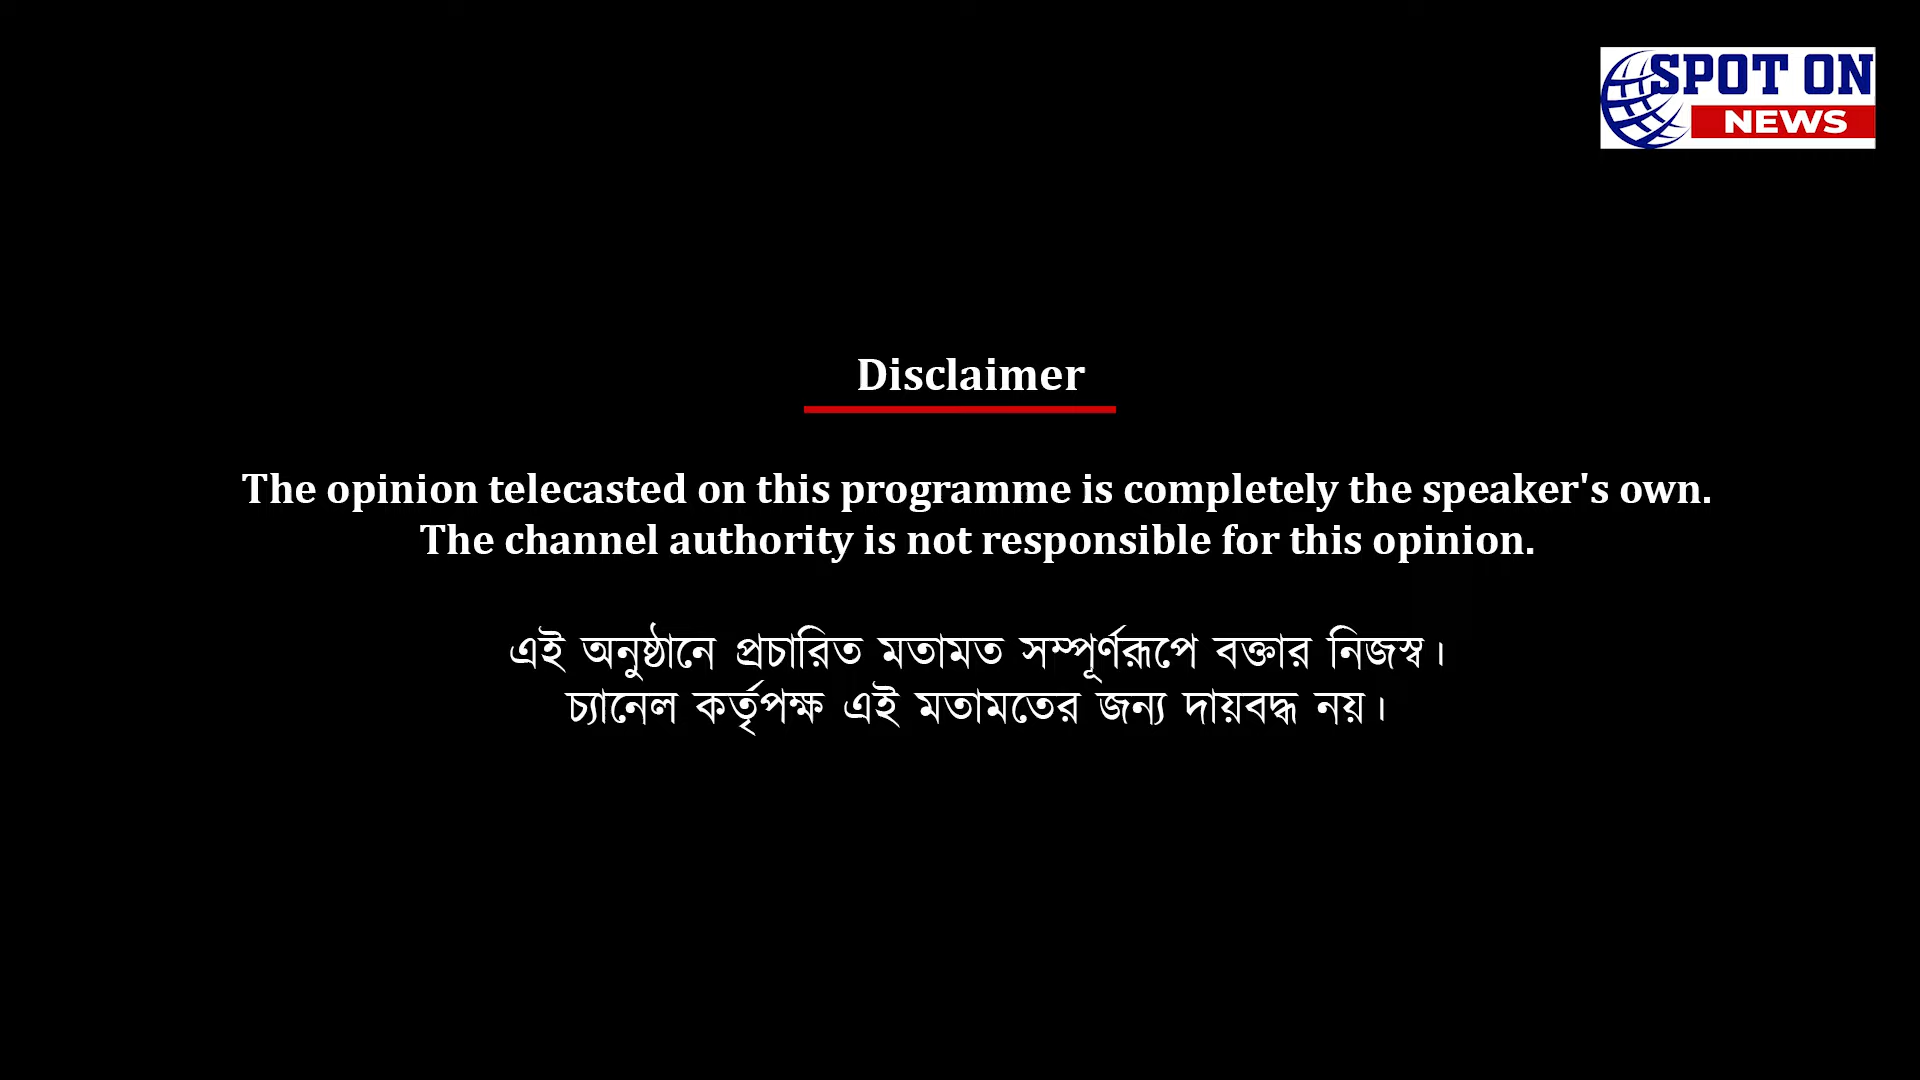 SPOT ON
NEWS
Disclaimer
The opinion telecasted on this programme is completely the speaker's own.
The channel authority is not responsible for this opinion.
এই অনুষ্ঠানে প্রচারিত মতামত সম্পূর্ণরূপে বক্তার নিজস্ব।
চ্যানেল কর্তৃপক্ষ এই মতামতের জন্য দায়বদ্ধ নয়।